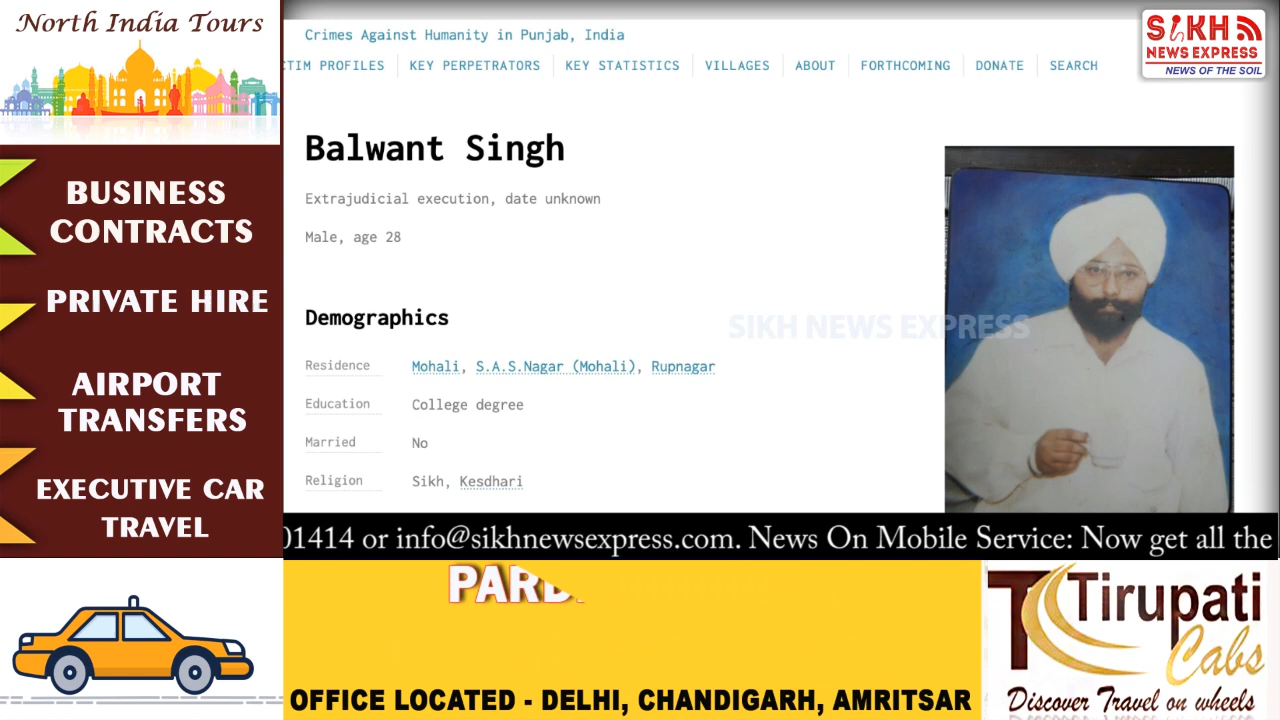 North India Tours
BUSINESS
CONTRACTS
PRIVATE HIRE
AIRPORT
TRANSFERS
EXECUTIVE CAR
TRAVEL
Crimes Against Humanity in Punjab, India
PROFILES KEY PERPETRATORS KEY STATISTICS VILLAGES ABOUT FORTHCOMING DONATE SEARCH
SiKH
NEWS EXPRESS
NEWS OF THE SOIL
Balwant Singh
Extrajudicial execution, date unknown
Male, age 28
Demographics
SIKH NEWS EXPRESS
Residence Mohali, S.A.S.Nagar (Mohali), Rupnagar
Education College degree
Married No
Religion Sikh, Kesdhari
01414 or info@sikhnewsexpress.com. News On Mobile Service: Now get all the
OFFICE LOCATED - DELHI, CHANDIGARH, AMRITSAR
Tirupati
Cabs
Discover Travel on wheels